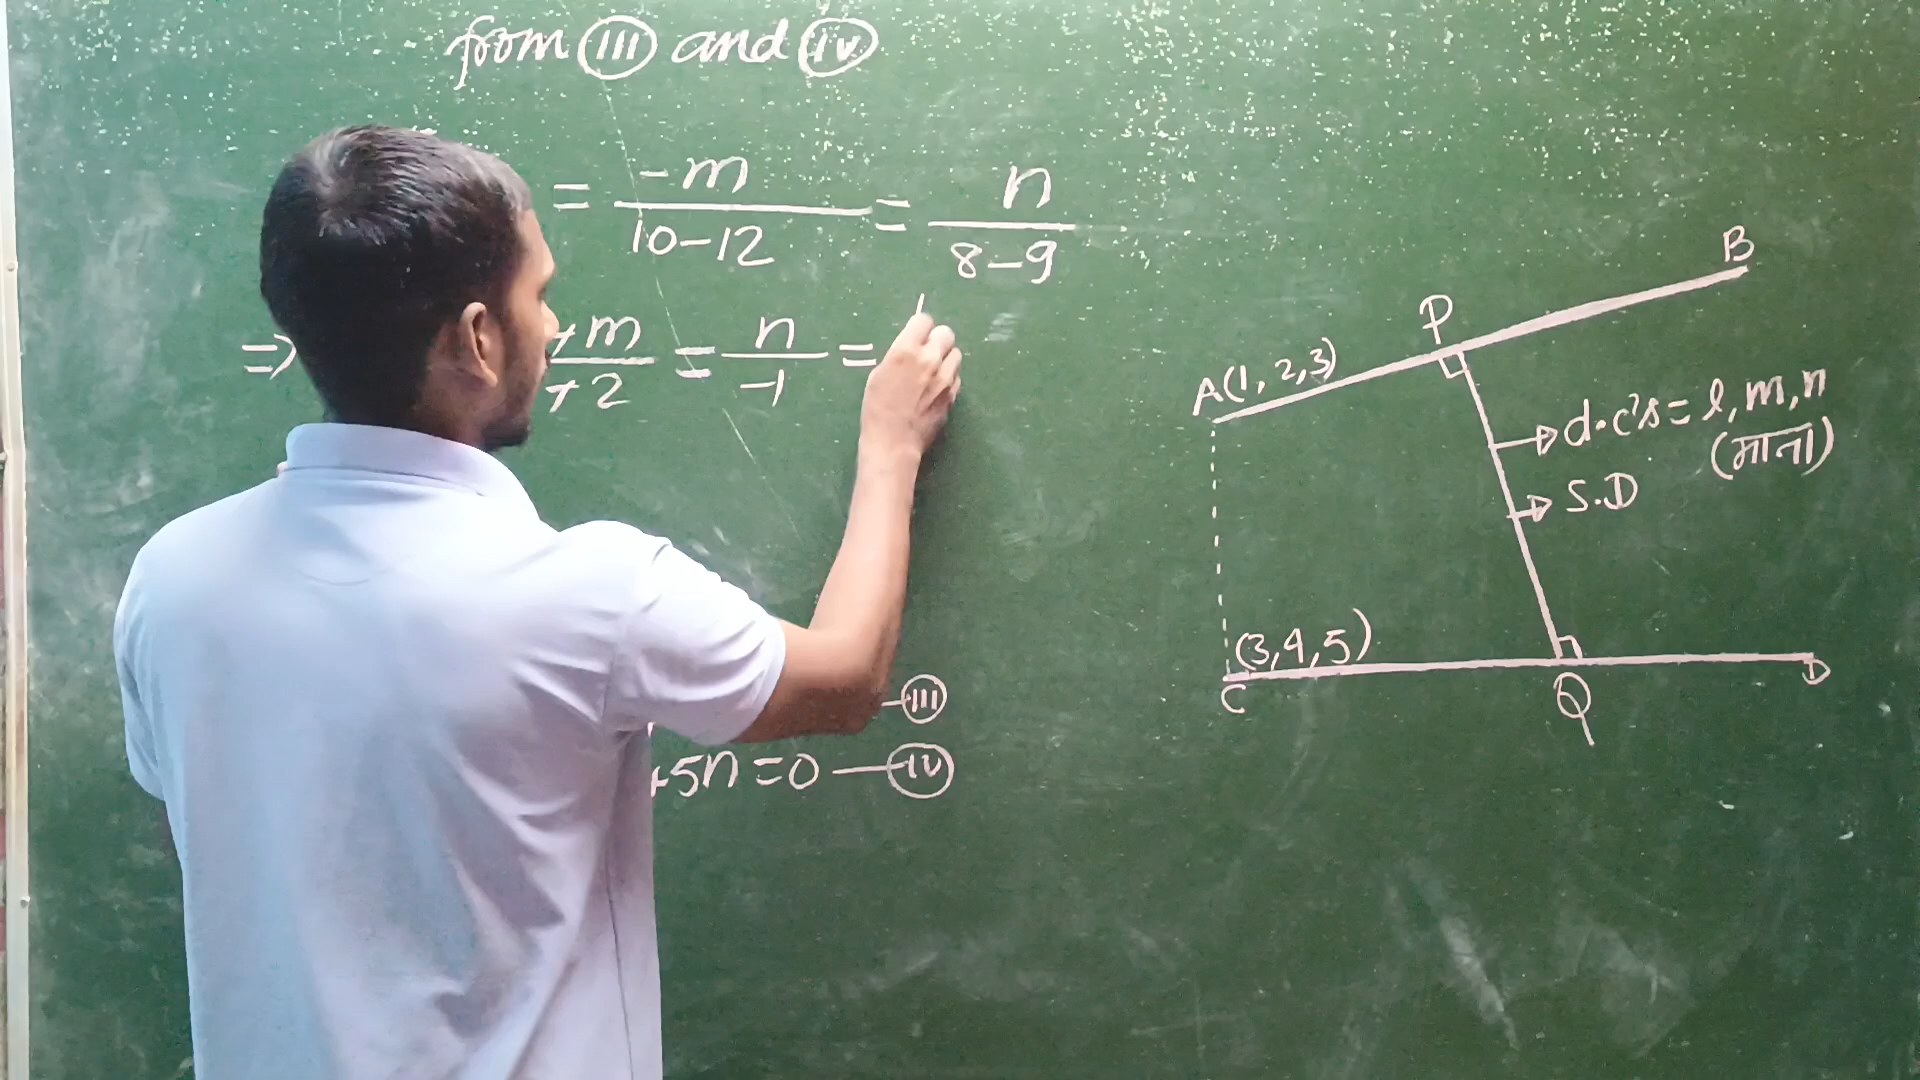 from (III) and (IV)
= -m/10-12 = n/8-9
=> +m/+2 = n/-1 =
(III)
+5n=0 — (IV)
B
P
A(1, 2, 3)
d.c's = l, m, n
(माना)
S.D
(3, 4, 5)
C Q D